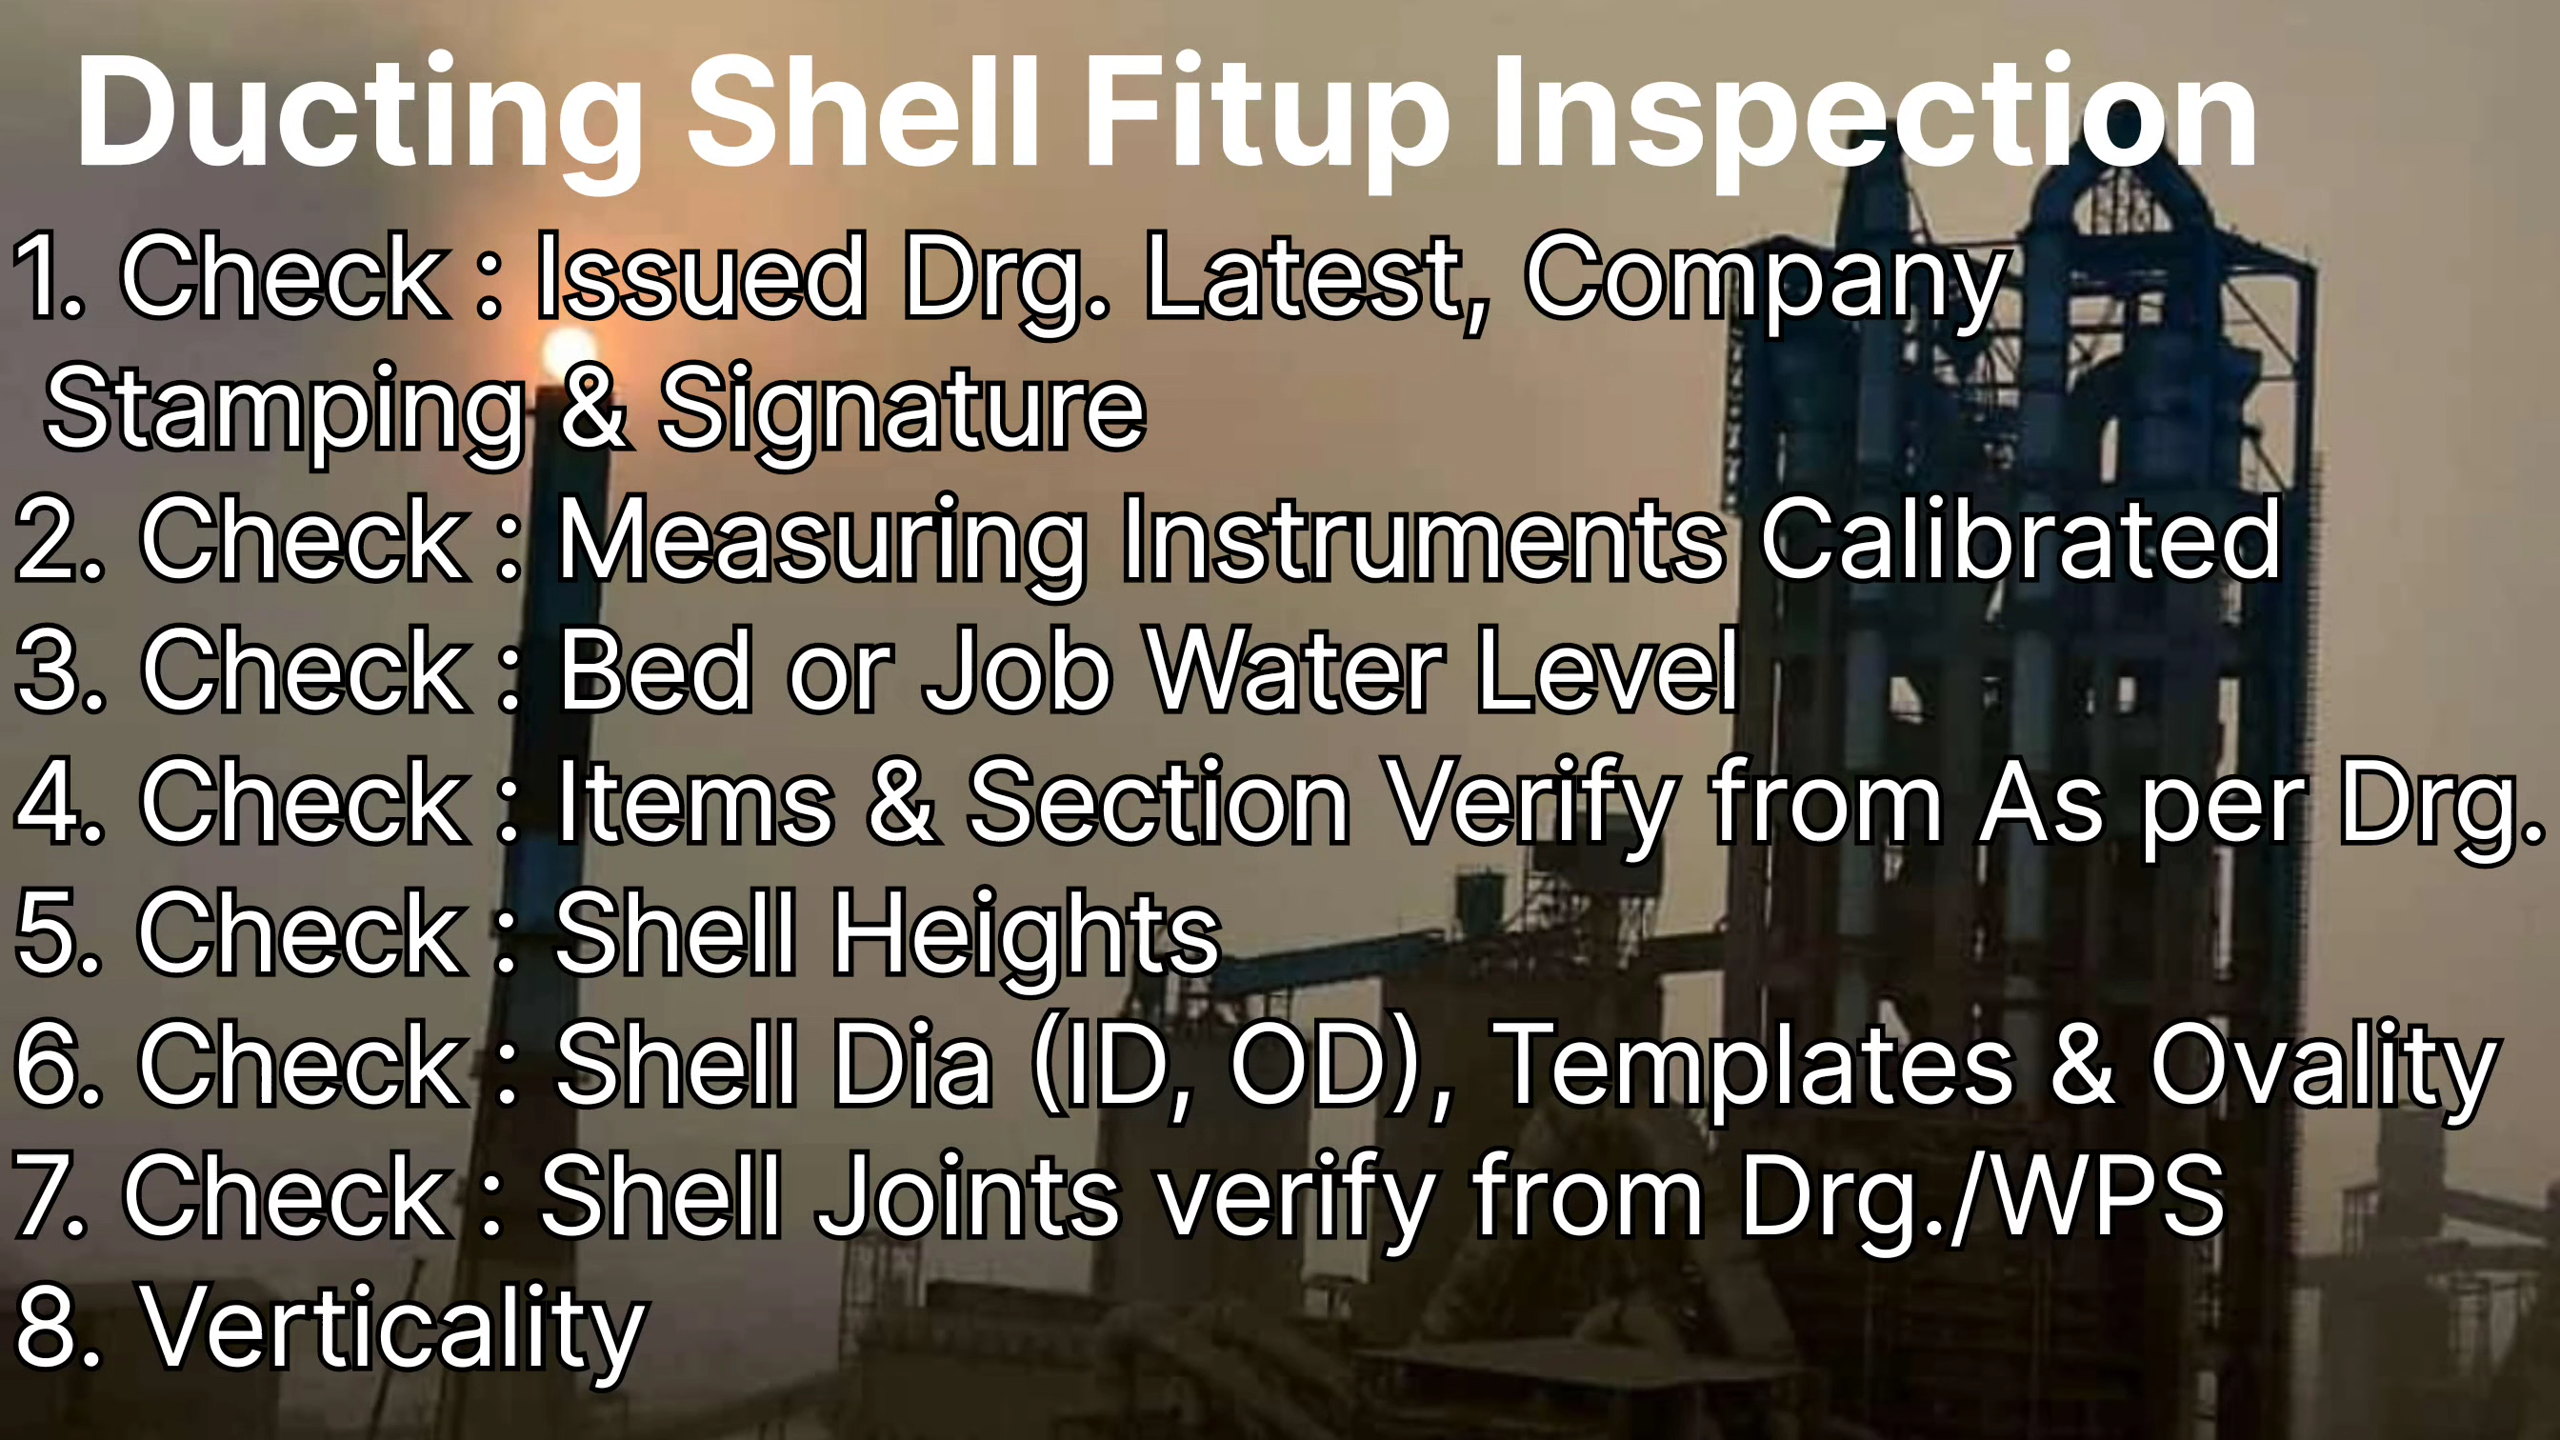 Ducting Shell Fitup Inspection
1. Check : Issued Drg. Latest, Company
Stamping & Signature
2. Check : Measuring Instruments Calibrated
3. Check : Bed or Job Water Level
4. Check : Items & Section Verify from As per Drg.
5. Check : Shell Heights
6. Check : Shell Dia (ID, OD), Templates & Ovality
7. Check : Shell Joints verify from Drg./WPS
8. Verticality